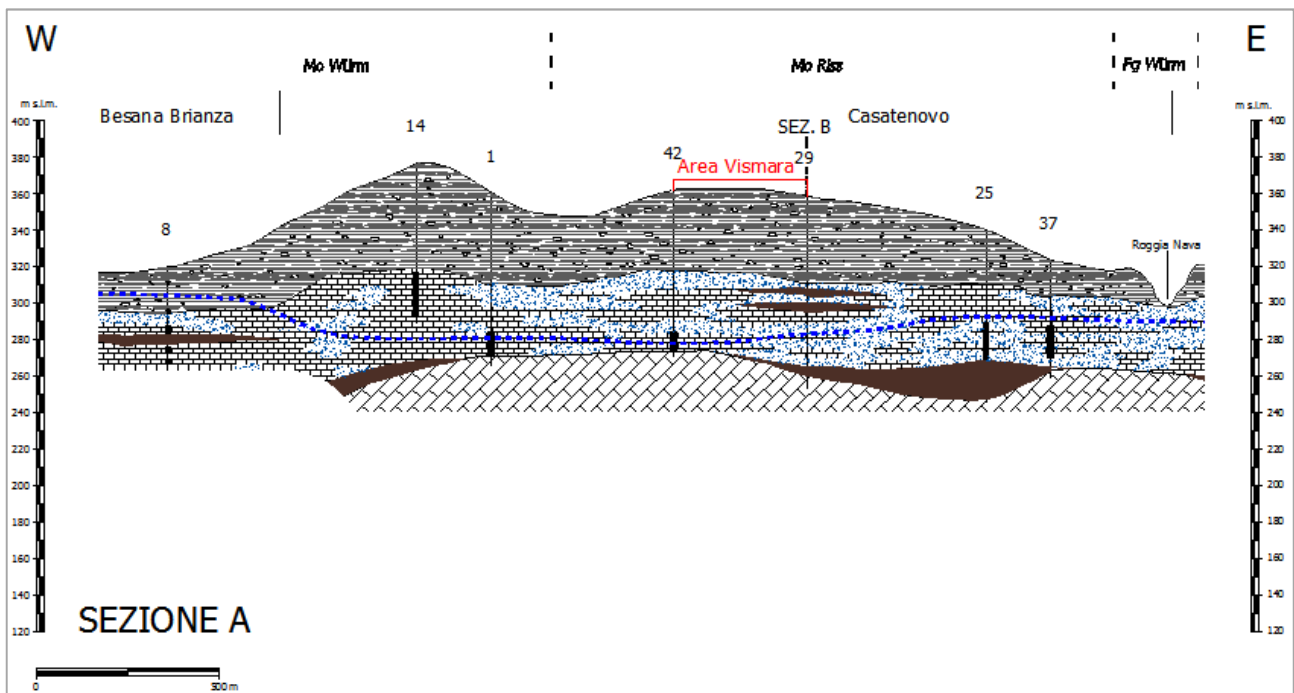 W
E
Mo Würm
Mo Riss
Fg Würm
m s.l.m.
m s.l.m.
Besana Brianza
Casatenovo
SEZ. B
14
1
42
29
Area Vismara
8
25
37
Roggia Nava
400
380
360
340
320
300
280
260
240
220
200
180
160
140
120
400
380
360
340
320
300
280
260
240
220
200
180
160
140
120
SEZIONE A
0
500 m